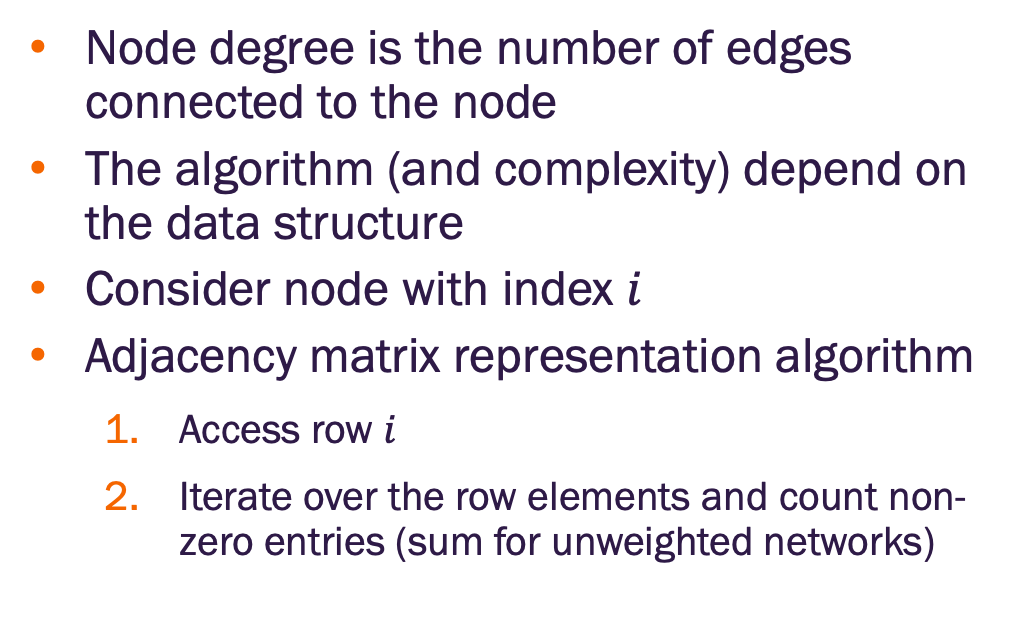 • Node degree is the number of edges
connected to the node
• The algorithm (and complexity) depend on
the data structure
• Consider node with index i
• Adjacency matrix representation algorithm
1. Access row i
2. Iterate over the row elements and count non-
zero entries (sum for unweighted networks)